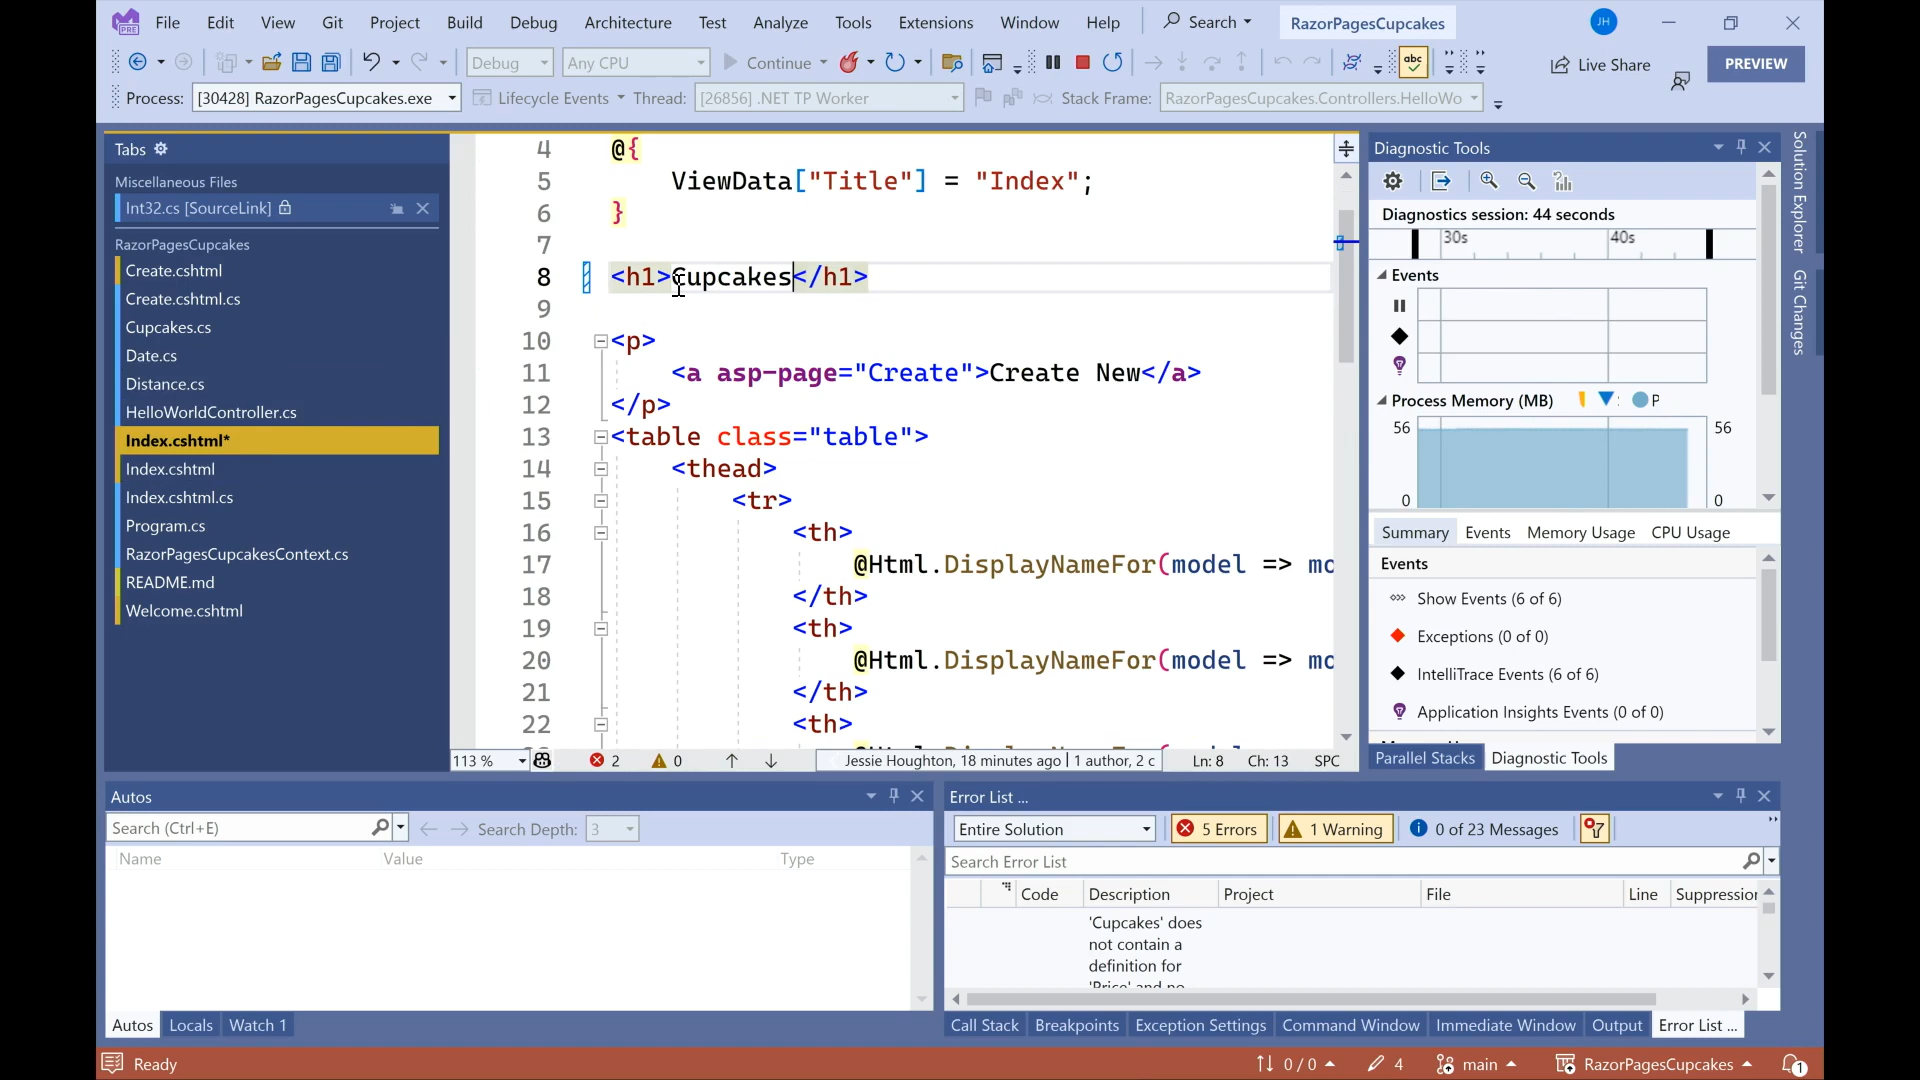 PRE File Edit View Git Project Build Debug Architecture Test Analyze Tools Extensions Window Help Search RazorPagesCupcakes JH
Debug Any CPU Continue abc Live Share PREVIEW
Process: [30428] RazorPagesCupcakes.exe Lifecycle Events Thread: [26856] .NET TP Worker Stack Frame: RazorPagesCupcakes.Controllers.HelloWo
Tabs
Miscellaneous Files
Int32.cs [SourceLink]
RazorPagesCupcakes
Create.cshtml
Create.cshtml.cs
Cupcakes.cs
Date.cs
Distance.cs
HelloWorldController.cs
Index.cshtml*
Index.cshtml
Index.cshtml.cs
Program.cs
RazorPagesCupcakesContext.cs
README.md
Welcome.cshtml
4 @{
5 ViewData["Title"] = "Index";
6 }
7
8 <h1>Cupcakes</h1>
9
10 <p>
11 <a asp-page="Create">Create New</a>
12 </p>
13 <table class="table">
14 <thead>
15 <tr>
16 <th>
17 @Html.DisplayNameFor(model => mo
18 </th>
19 <th>
20 @Html.DisplayNameFor(model => mo
21 </th>
22 <th>
113 % 2 0 Jessie Houghton, 18 minutes ago | 1 author, 2 c Ln: 8 Ch: 13 SPC
Diagnostic Tools
Diagnostics session: 44 seconds
30s 40s
Events
Process Memory (MB) P
56 56
0 0
Summary Events Memory Usage CPU Usage
Events
Show Events (6 of 6)
Exceptions (0 of 0)
IntelliTrace Events (6 of 6)
Application Insights Events (0 of 0)
Parallel Stacks Diagnostic Tools
Solution Explorer
Git Changes
Autos
Search (Ctrl+E) Search Depth: 3
Name Value Type
Autos Locals Watch 1
Error List ...
Entire Solution 5 Errors 1 Warning 0 of 23 Messages
Search Error List
Code Description Project File Line Suppression
'Cupcakes' does
not contain a
definition for
'Price' and no
Call Stack Breakpoints Exception Settings Command Window Immediate Window Output Error List ...
Ready 0 / 0 4 main RazorPagesCupcakes 1